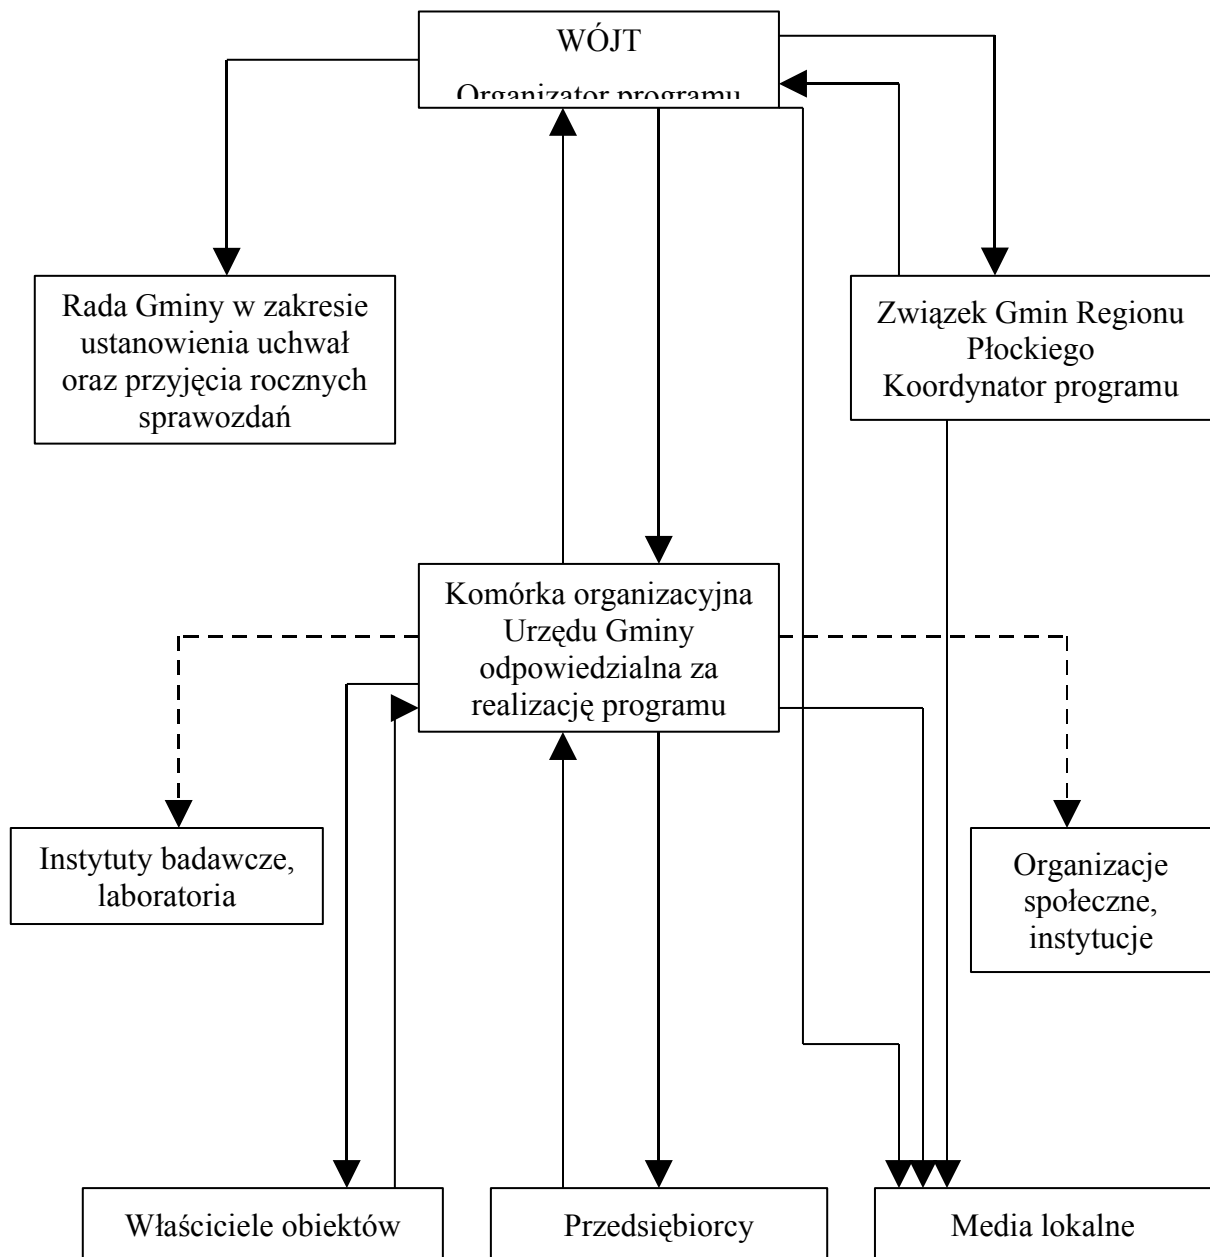 WÓJT
Organizator programu
Rada Gminy w zakresie
ustanowienia uchwał
oraz przyjęcia rocznych
sprawozdań
Związek Gmin Regionu
Płockiego
Koordynator programu
Komórka organizacyjna
Urzędu Gminy
odpowiedzialna za
realizację programu
Instytuty badawcze,
laboratoria
Organizacje
społeczne,
instytucje
Właściciele obiektów
Przedsiębiorcy
Media lokalne